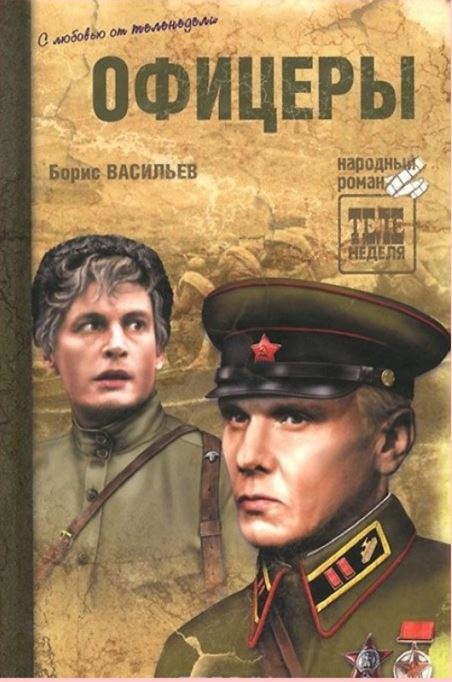 С любовью от теленедели
ОФИЦЕРЫ
Борис ВАСИЛЬЕВ
народный
роман
ТЕЛЕ
НЕДЕЛЯ